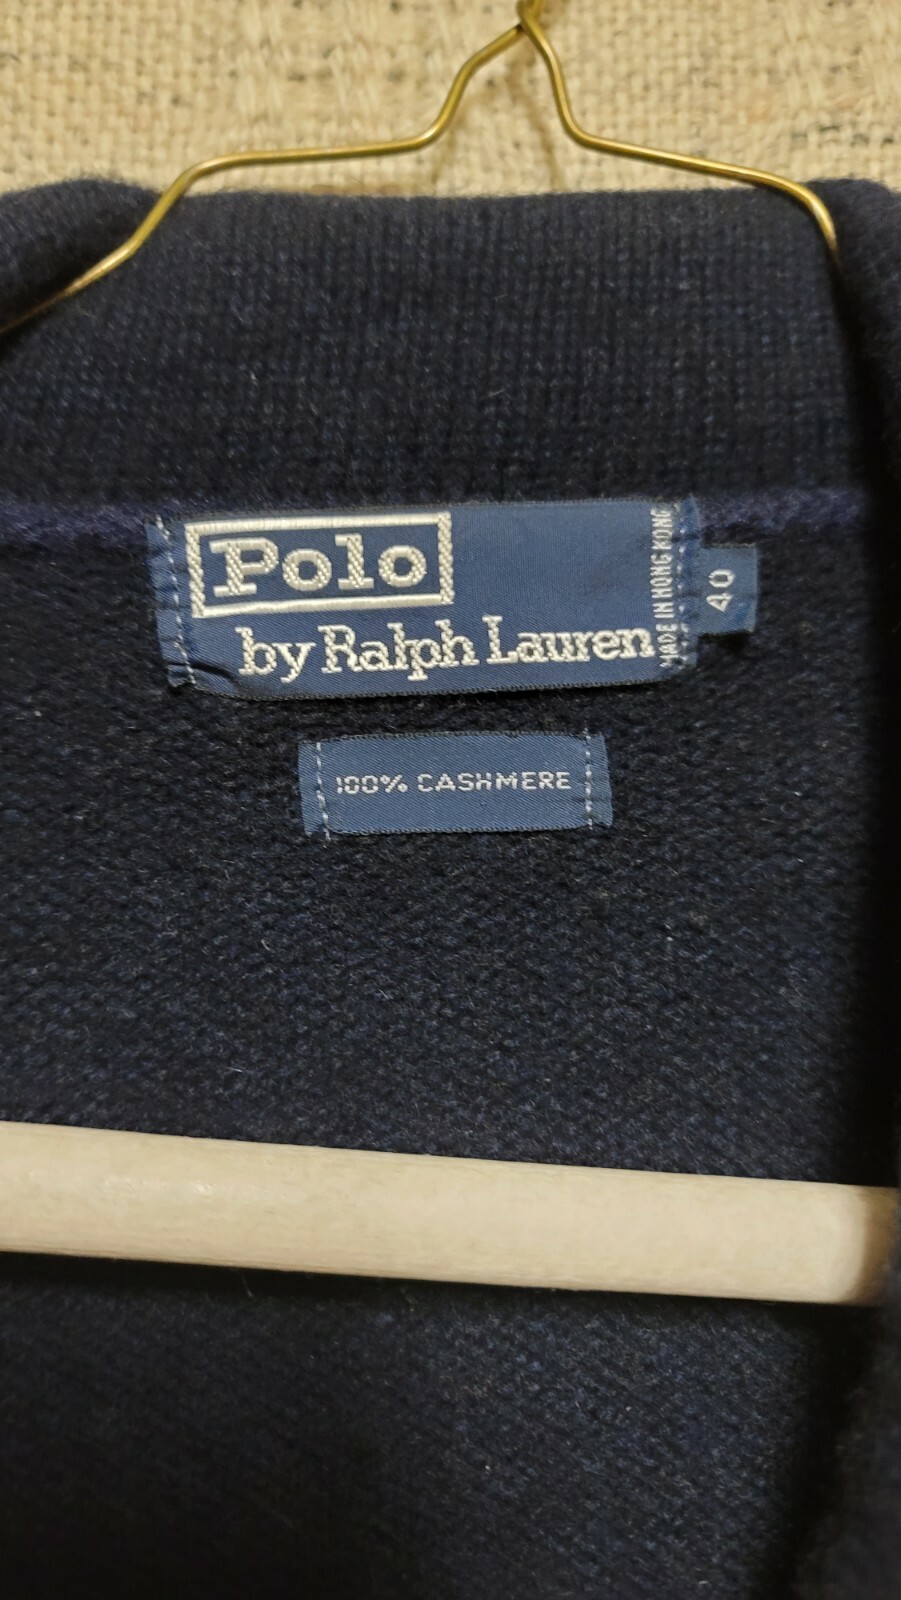 Polo
by Ralph Lauren
MADE IN HONG KONG
40
100% CASHMERE